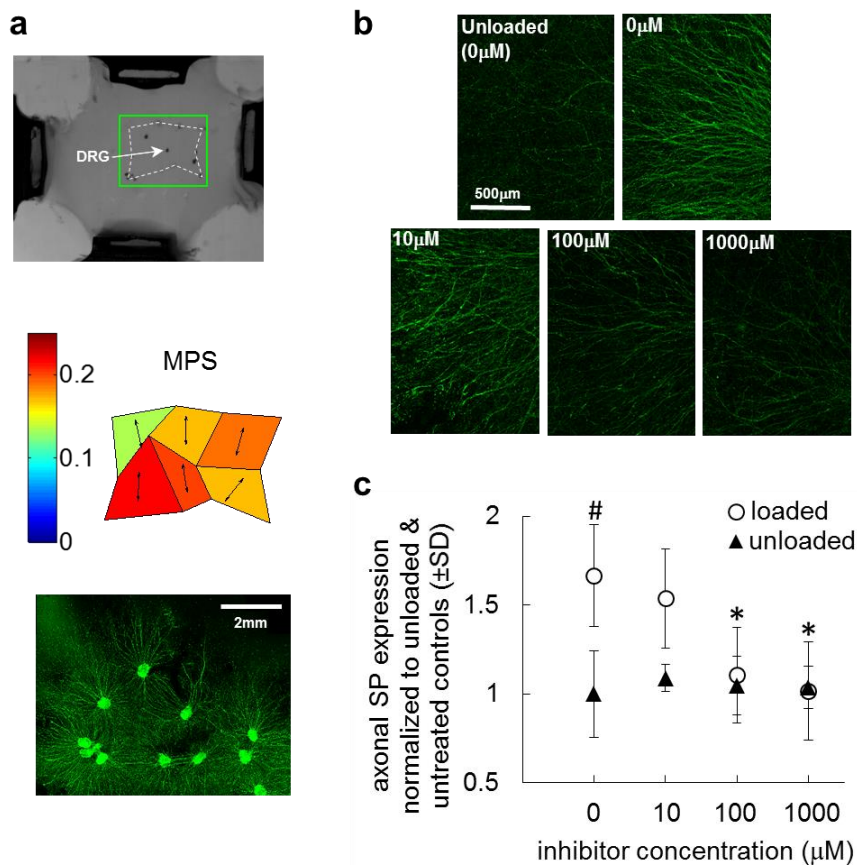 a
DRG
MPS
0.2
0.1
0
2mm
b
Unloaded
(0μM)
0μM
500μm
10μM
100μM
1000μM
c
axonal SP expression
normalized to unloaded &
untreated controls (±SD)
2
1.5
1
0.5
#
*
*
loaded
unloaded
0 10 100 1000
inhibitor concentration (μM)